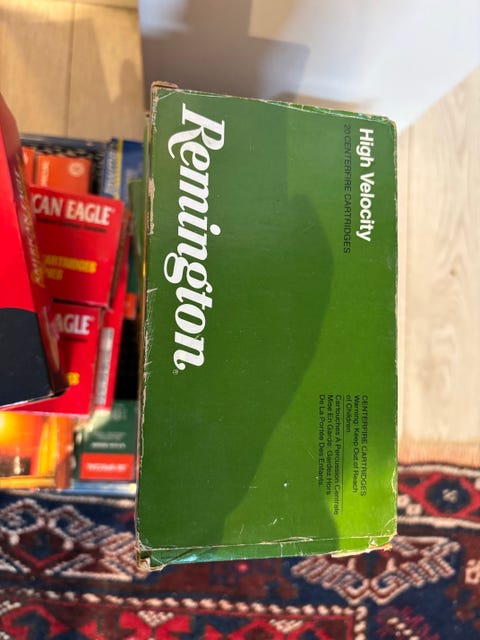 Remington®
High Velocity
20 CENTERFIRE CARTRIDGES
CENTERFIRE CARTRIDGES
Warning: Keep Out of Reach
of Children
Cartouches À Percussion Centrale
Mise En Garde: Gardez Hors
De La Portée Des Enfants.
CAN EAGLE
CARTRIDGES
EAGLE